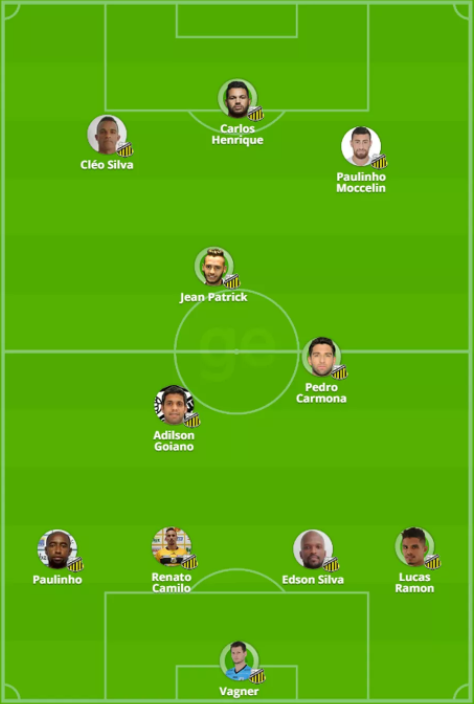 Carlos
Henrique
Cléo Silva
Paulinho
Moccelin
Jean Patrick
ge
Pedro
Carmona
Adilson
Goiano
Paulinho
Renato
Camilo
Edson Silva
Lucas
Ramon
Vagner